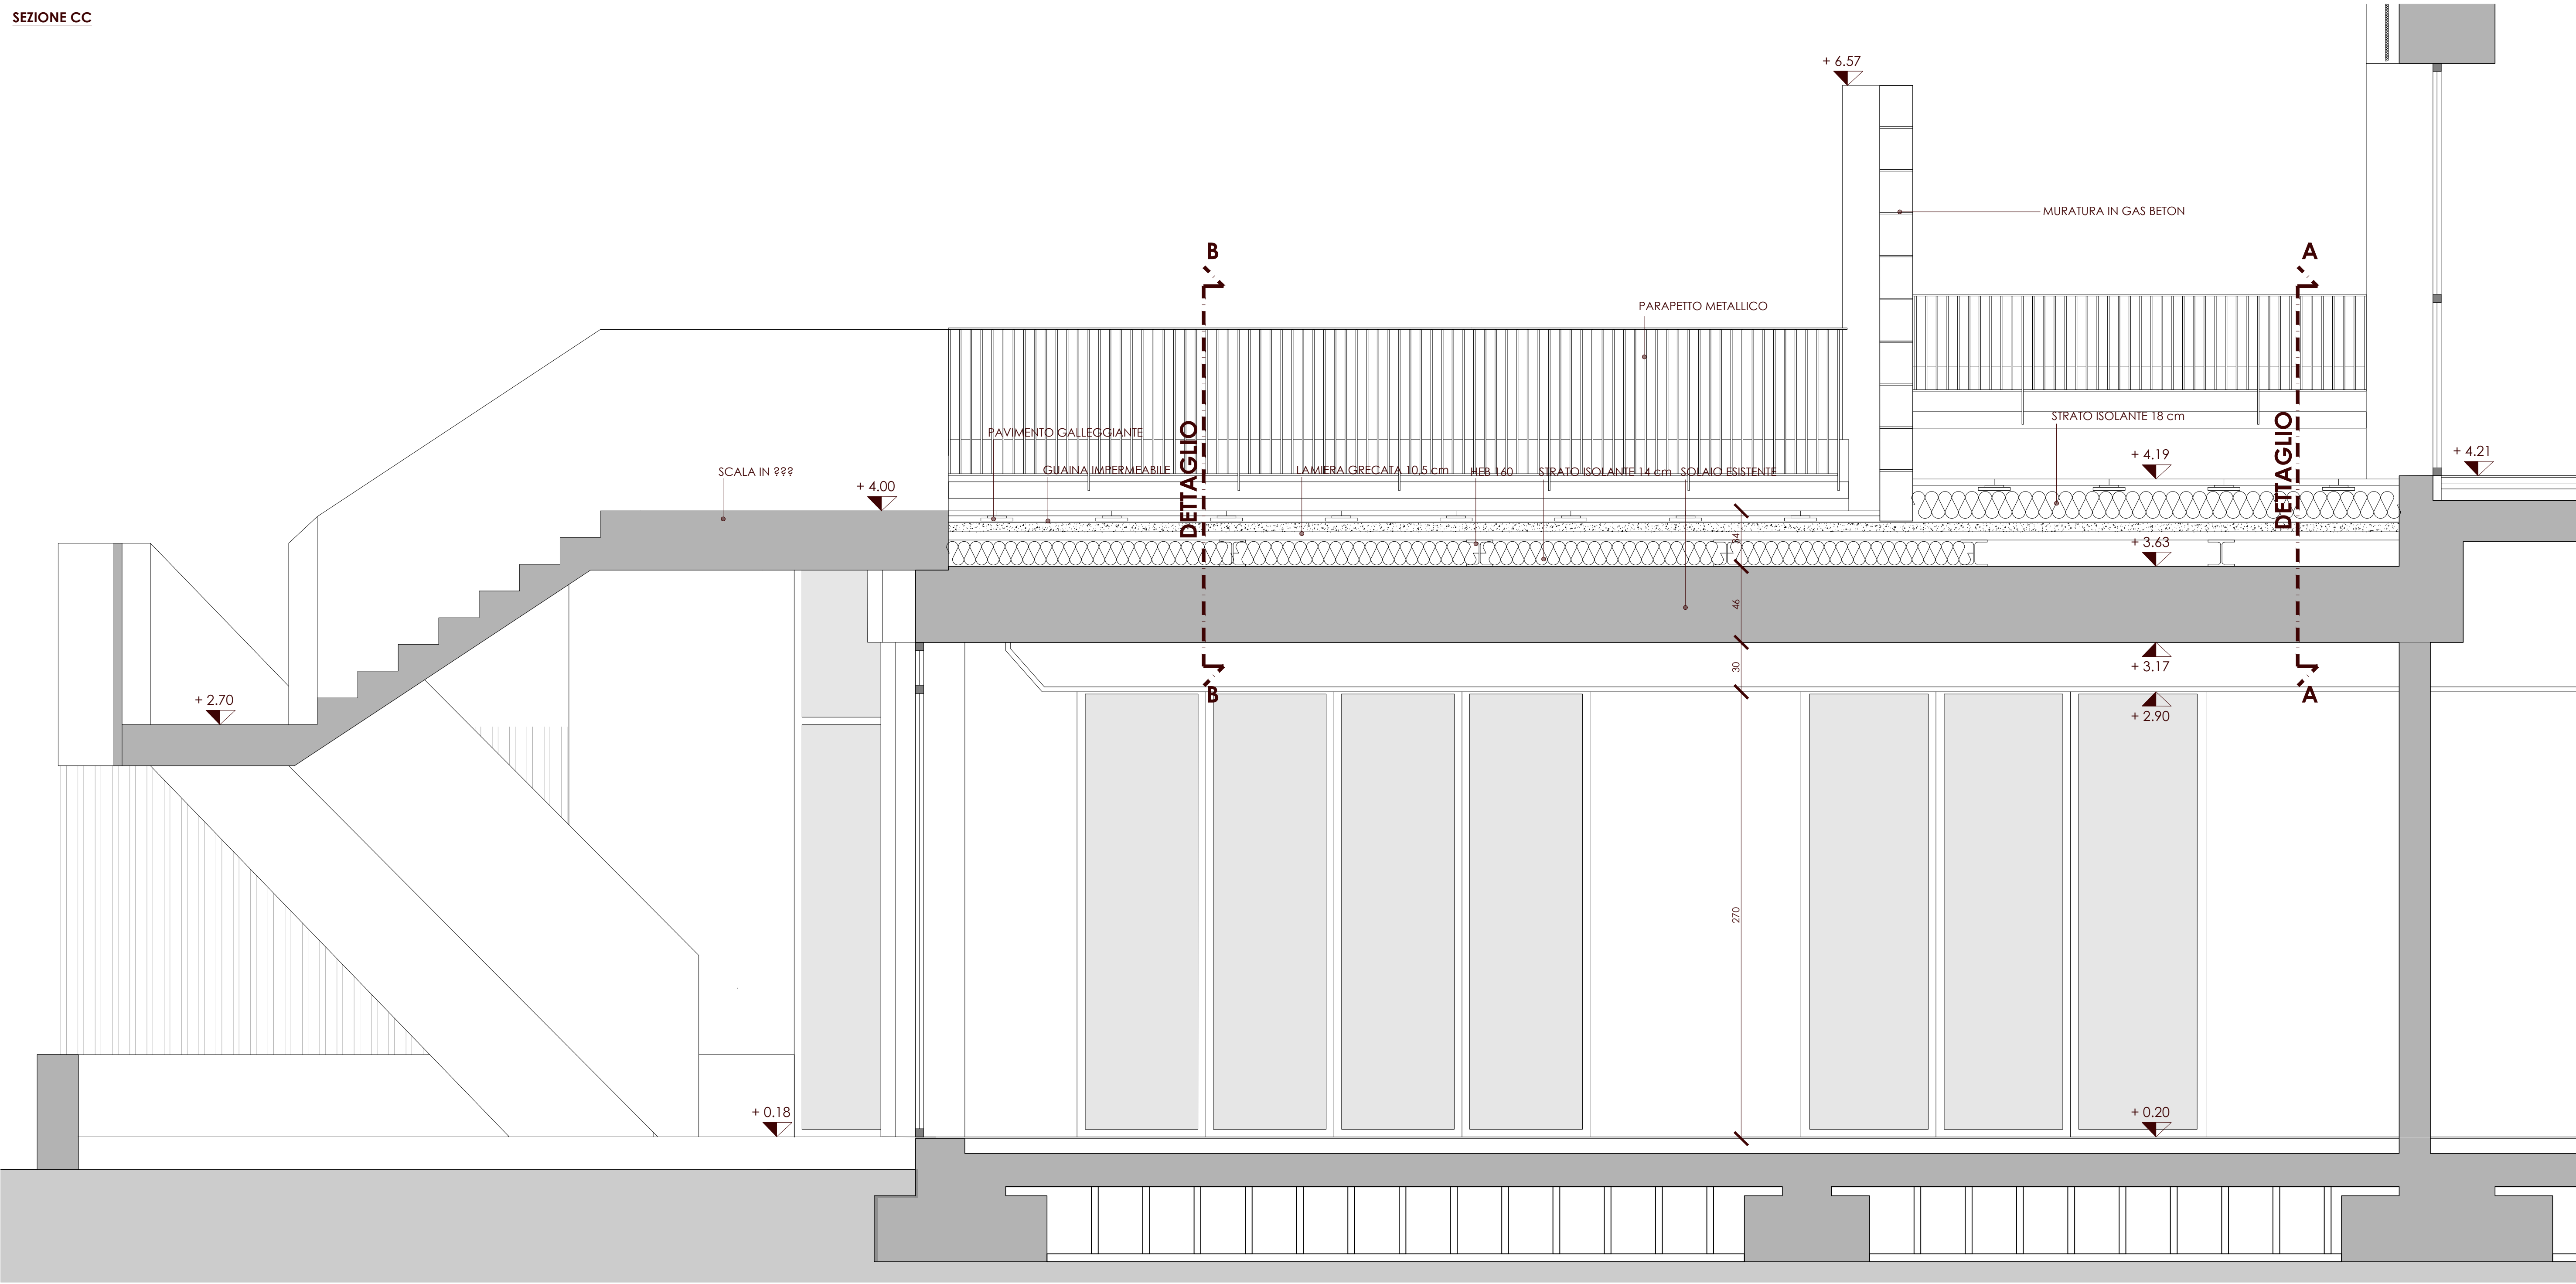 SEZIONE CC
+ 6.57
MURATURA IN GAS BETON
B
A
PARAPETTO METALLICO
STRATO ISOLANTE 18 cm
PAVIMENTO GALLEGGIANTE
DETTAGLIO
DETTAGLIO
+ 4.19
+ 4.21
SCALA IN ???
GUAINA IMPERMEABILE
LAMIERA GRECATA 10,5 cm
HEB 160
STRATO ISOLANTE 14 cm
SOLAIO ESISTENTE
+ 4.00
34
+ 3.63
46
30
+ 3.17
B
A
+ 2.70
+ 2.90
270
+ 0.18
+ 0.20